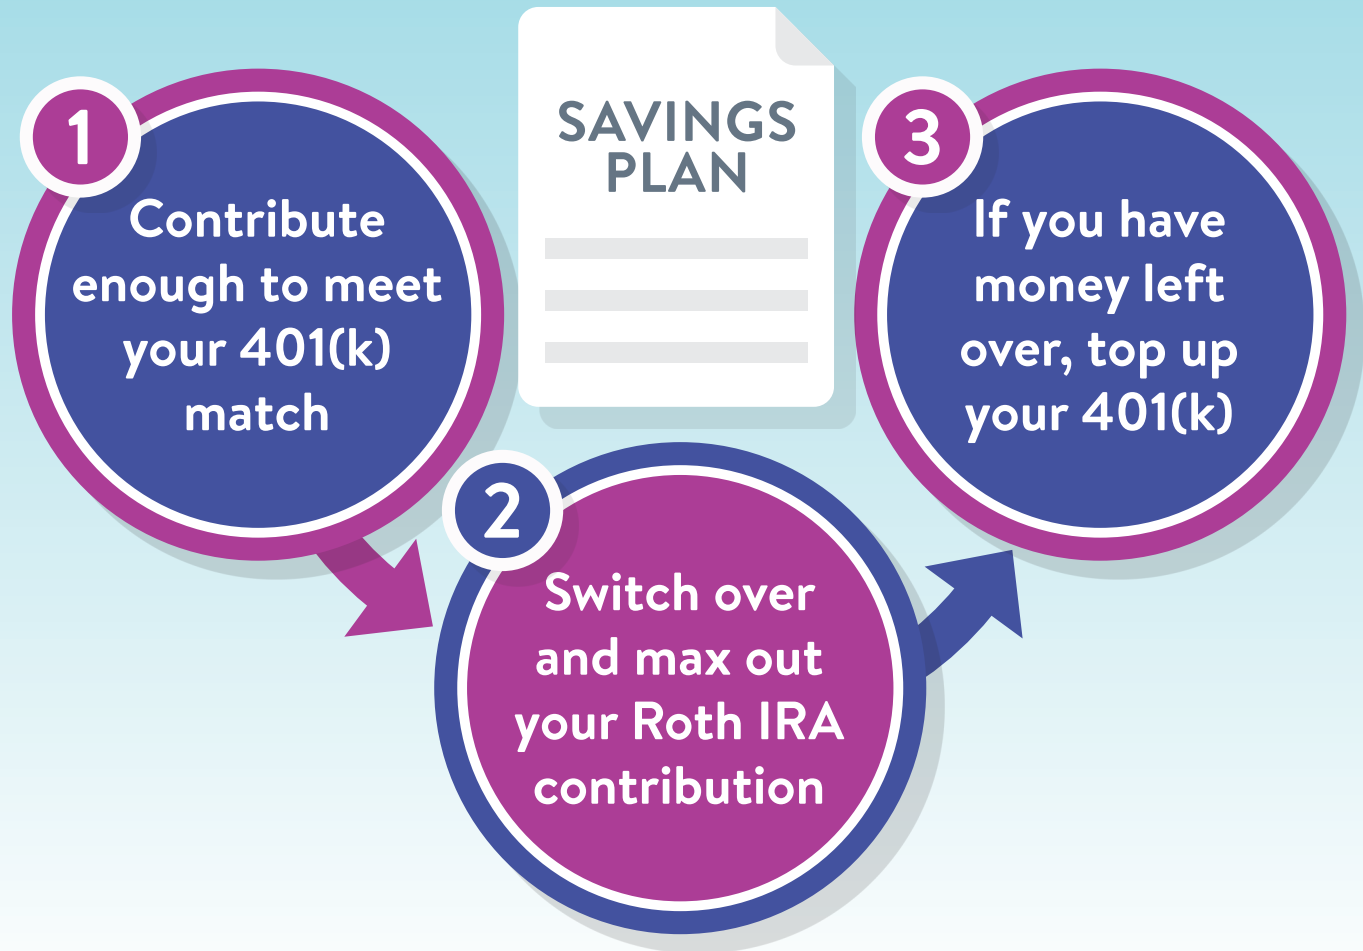 SAVINGS
PLAN
1
Contribute
enough to meet
your 401(k)
match
2
Switch over
and max out
your Roth IRA
contribution
3
If you have
money left
over, top up
your 401(k)